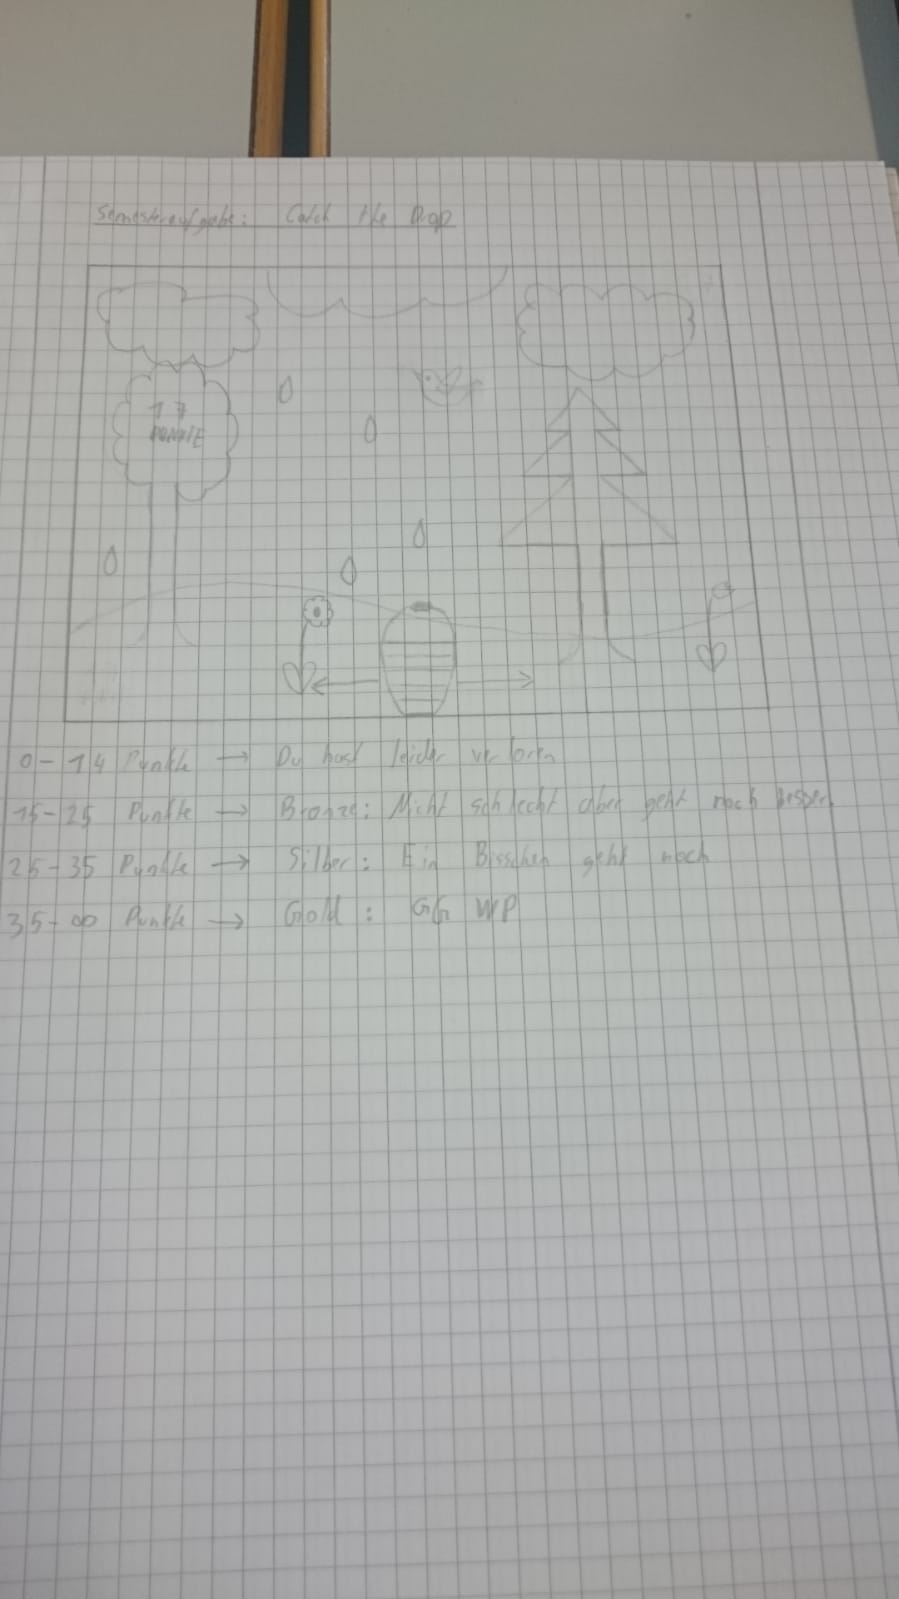 Semesteraufgabe: Catch the Drop
17
PUNKTE
0-14 Punkte → Du hast leider verloren
15-25 Punkte → Bronze: Nicht schlecht aber geht noch besser
25-35 Punkte → Silber: Ein Bisschen geht noch
35-∞ Punkte → Gold: GG WP